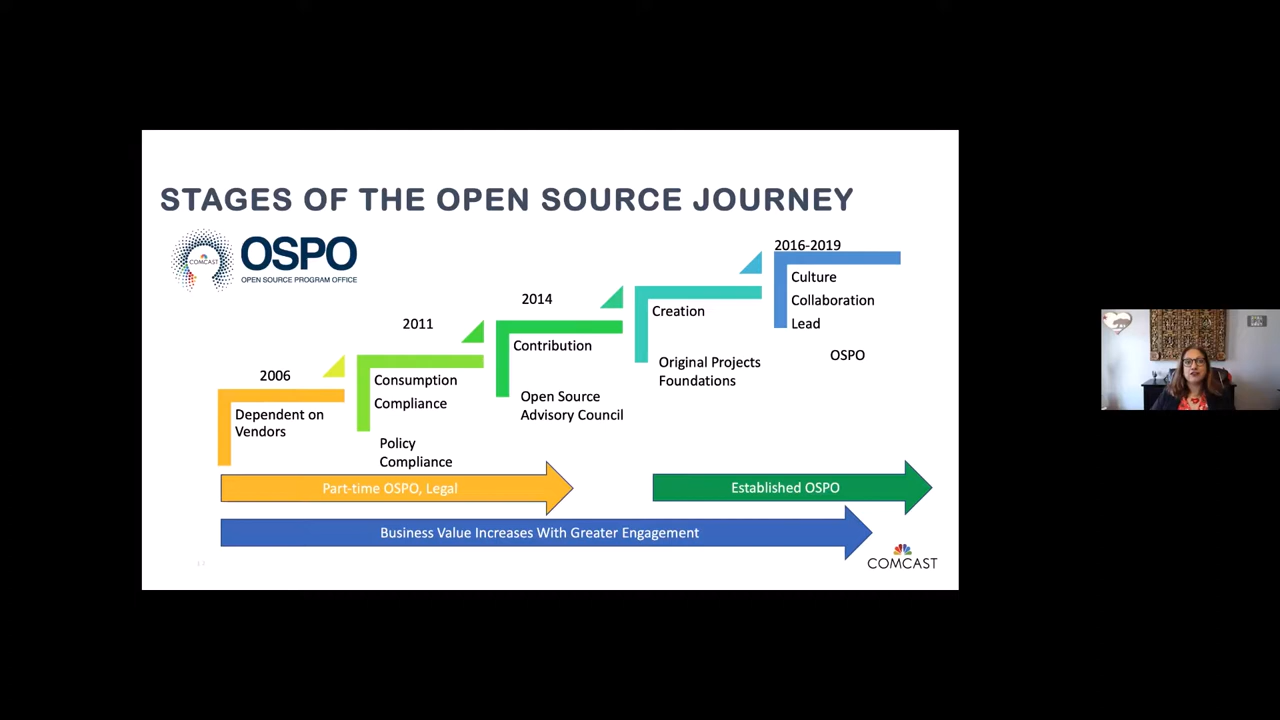 STAGES OF THE OPEN SOURCE JOURNEY
COMCAST
OSPO
OPEN SOURCE PROGRAM OFFICE
2006
Dependent on
Vendors
2011
Consumption
Compliance
Policy
Compliance
2014
Contribution
Open Source
Advisory Council
Creation
Original Projects
Foundations
2016-2019
Culture
Collaboration
Lead
OSPO
Part-time OSPO, Legal
Established OSPO
Business Value Increases With Greater Engagement
COMCAST